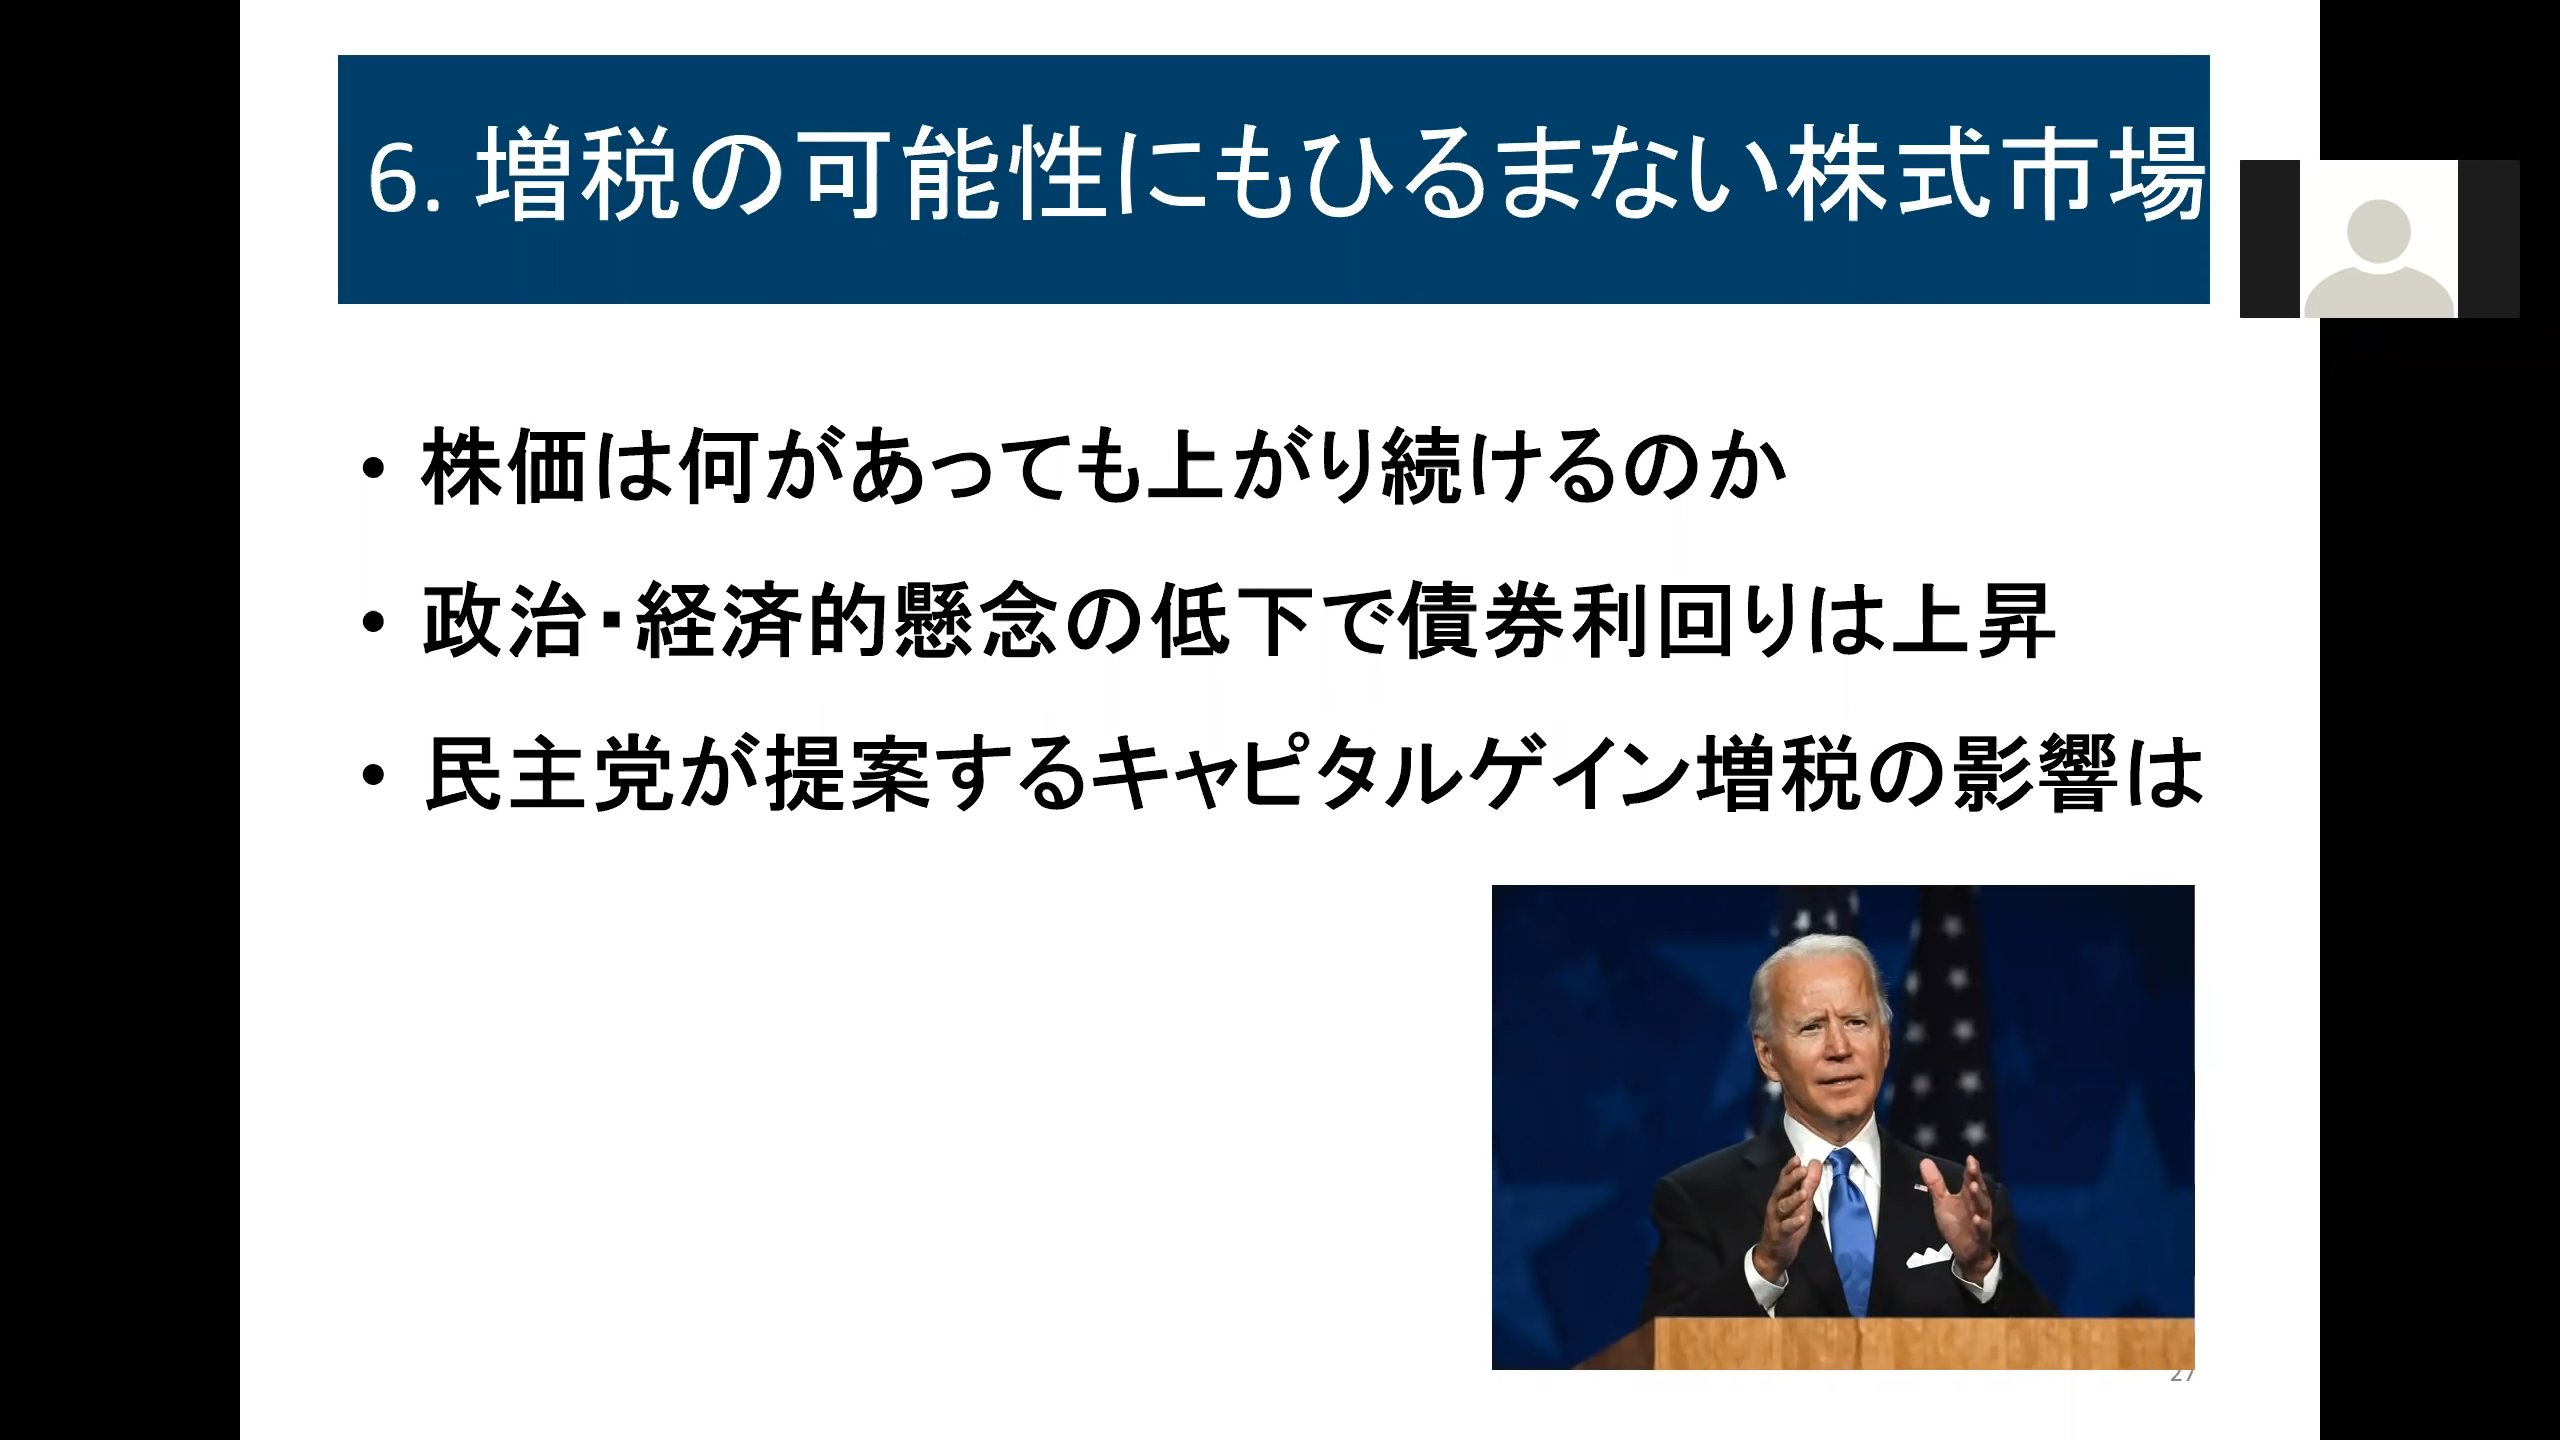 6. 増税の可能性にもひるまない株式市場
• 株価は何があっても上がり続けるのか
• 政治・経済的懸念の低下で債券利回りは上昇
• 民主党が提案するキャピタルゲイン増税の影響は
27